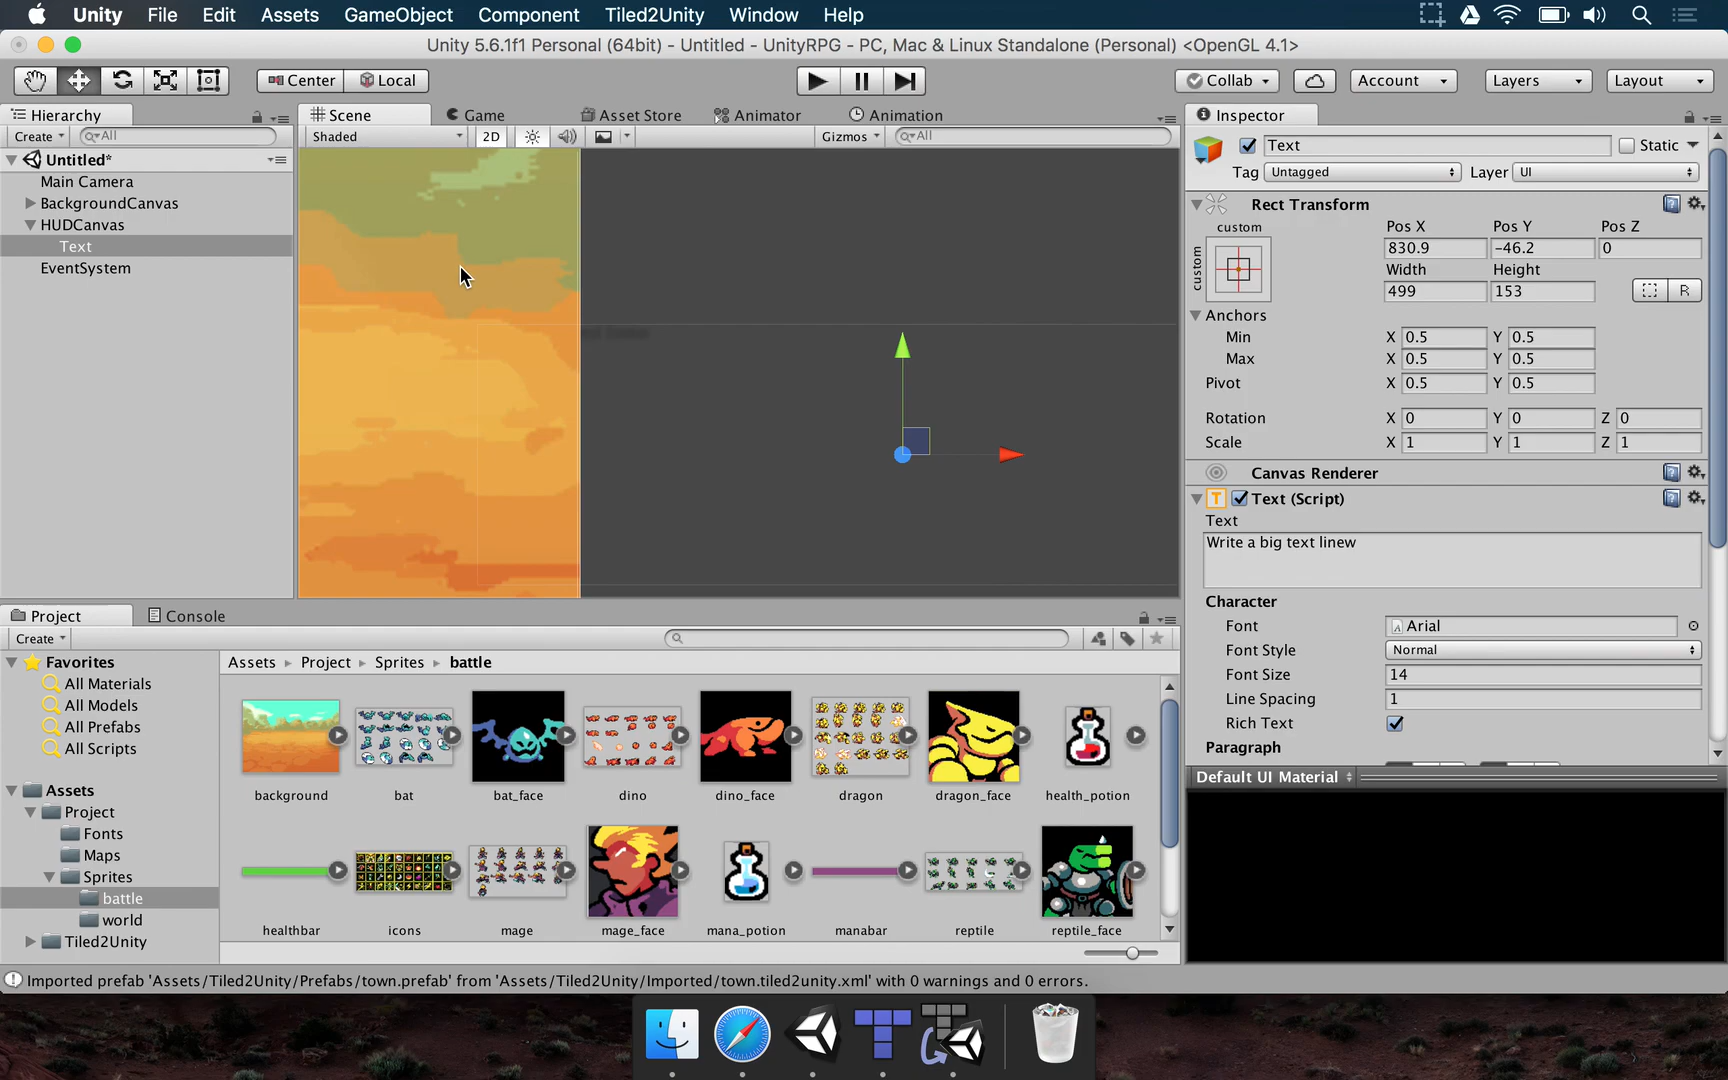 Unity File Edit Assets GameObject Component Tiled2Unity Window Help
Unity 5.6.1f1 Personal (64bit) - Untitled - UnityRPG - PC, Mac & Linux Standalone (Personal) <OpenGL 4.1>
Center Local Collab Account Layers Layout
Hierarchy
Create All
Untitled*
Main Camera
BackgroundCanvas
HUDCanvas
Text
EventSystem
Scene Game Asset Store Animator Animation
Shaded 2D Gizmos All
Inspector
Text Static
Tag Untagged Layer UI
Rect Transform
custom Pos X Pos Y Pos Z
custom 830.9 -46.2 0
Width Height
499 153 R
Anchors
Min X 0.5 Y 0.5
Max X 0.5 Y 0.5
Pivot X 0.5 Y 0.5
Rotation X 0 Y 0 Z 0
Scale X 1 Y 1 Z 1
Canvas Renderer
T Text (Script)
Text
Write a big text linew
Character
Font Arial
Font Style Normal
Font Size 14
Line Spacing 1
Rich Text
Paragraph
Default UI Material
Project Console
Create
Favorites
All Materials
All Models
All Prefabs
All Scripts
Assets
Project
Fonts
Maps
Sprites
battle
world
Tiled2Unity
Assets Project Sprites battle
background bat bat_face dino dino_face dragon dragon_face health_potion
healthbar icons mage mage_face mana_potion manabar reptile reptile_face
Imported prefab 'Assets/Tiled2Unity/Prefabs/town.prefab' from 'Assets/Tiled2Unity/Imported/town.tiled2unity.xml' with 0 warnings and 0 errors.